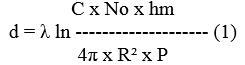 C x No x hm
d = λ ln -------------------- (1)
4π x R² x P